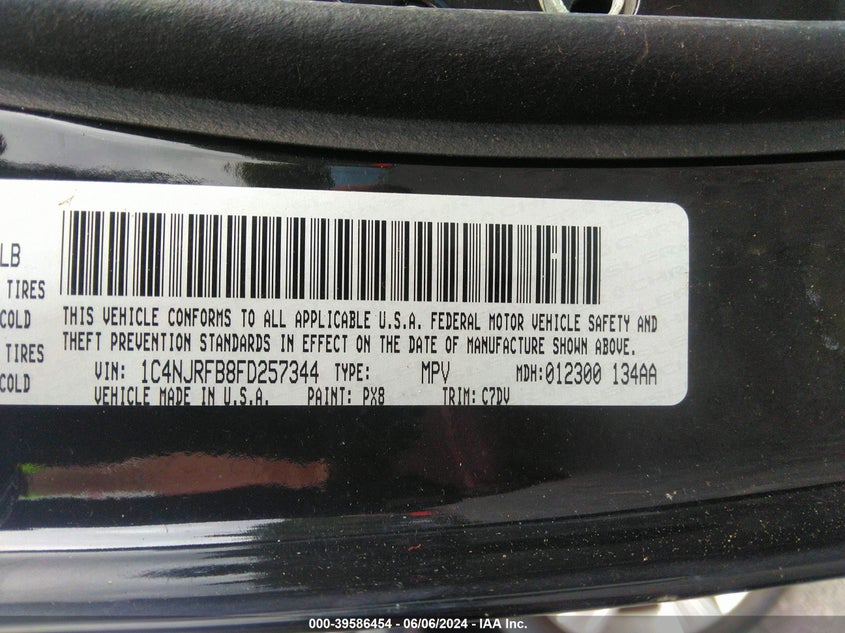 LB
TIRES
COLD
TIRES
COLD
THIS VEHICLE CONFORMS TO ALL APPLICABLE U.S.A. FEDERAL MOTOR VEHICLE SAFETY AND
THEFT PREVENTION STANDARDS IN EFFECT ON THE DATE OF MANUFACTURE SHOWN ABOVE.
VIN: 1C4NJRFB8FD257344 TYPE: MPV MDH:012300 134AA
VEHICLE MADE IN U.S.A. PAINT: PX8 TRIM: C7DV
000-39586454 - 06/06/2024 - IAA Inc.